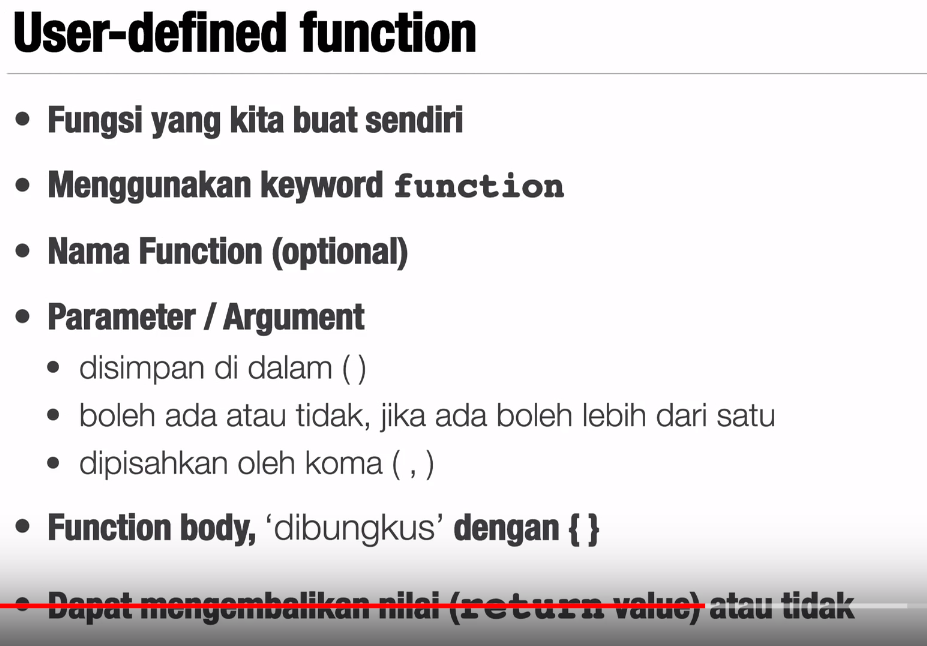 User-defined function
• Fungsi yang kita buat sendiri
• Menggunakan keyword function
• Nama Function (optional)
• Parameter / Argument
• disimpan di dalam ( )
• boleh ada atau tidak, jika ada boleh lebih dari satu
• dipisahkan oleh koma ( , )
• Function body, ‘dibungkus’ dengan { }
• Dapat mengembalikan nilai (return value) atau tidak